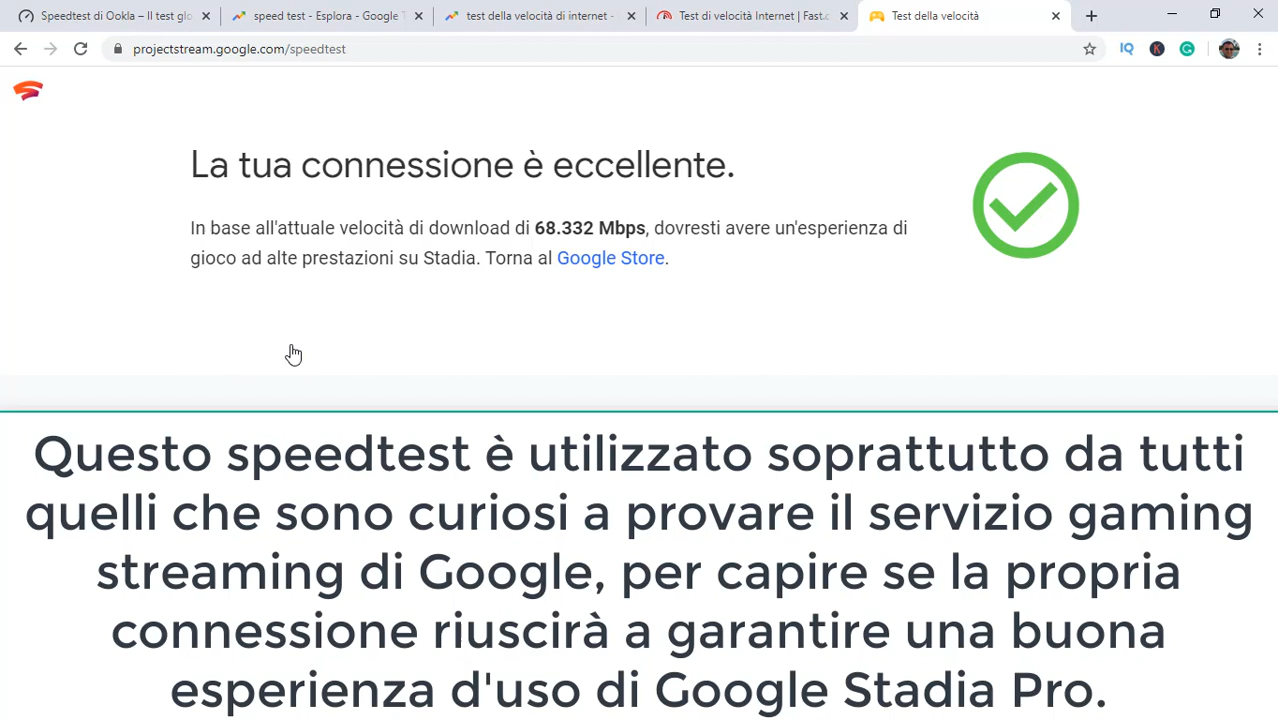 Speedtest di Ookla – Il test glo
speed test - Esplora - Google T
test della velocità di internet -
Test di velocità Internet | Fast.c
Test della velocità
projectstream.google.com/speedtest
IQ
K
G
La tua connessione è eccellente.
In base all'attuale velocità di download di 68.332 Mbps, dovresti avere un'esperienza di
gioco ad alte prestazioni su Stadia. Torna al Google Store.
Questo speedtest è utilizzato soprattutto da tutti
quelli che sono curiosi a provare il servizio gaming
streaming di Google, per capire se la propria
connessione riuscirà a garantire una buona
esperienza d'uso di Google Stadia Pro.